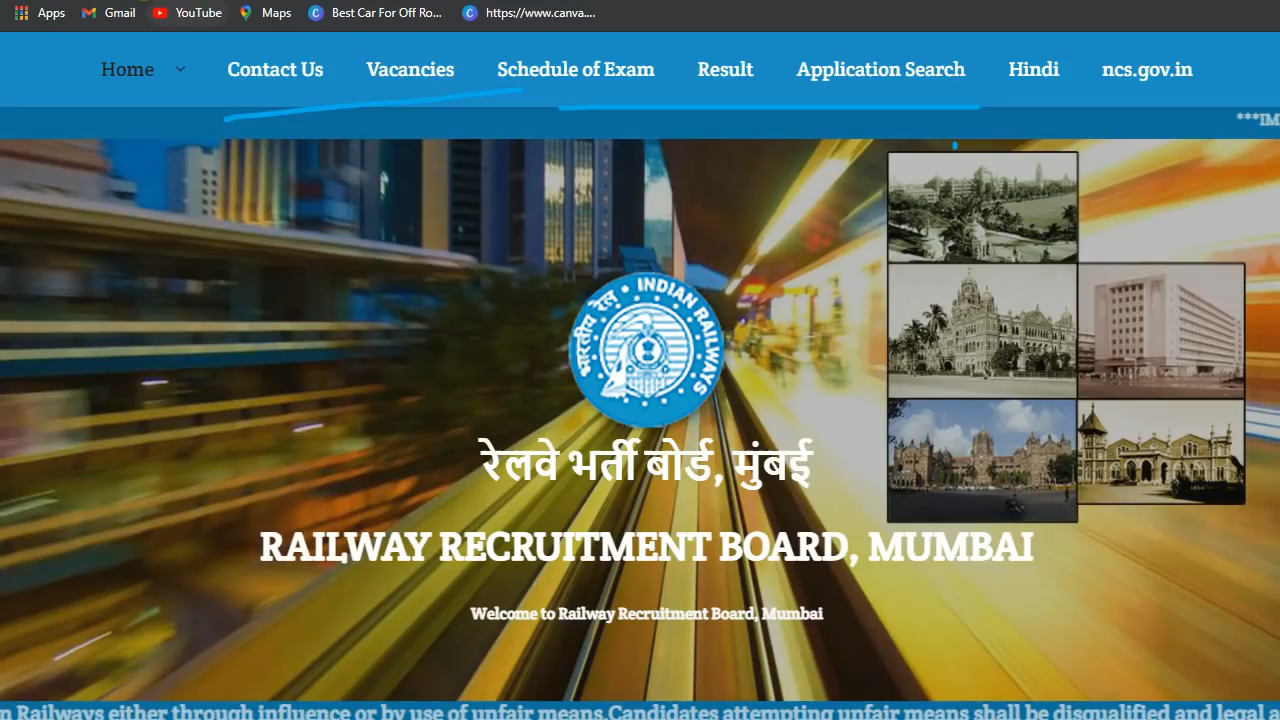 Apps Gmail YouTube Maps Best Car For Off Ro... https://www.canva....
Home Contact Us Vacancies Schedule of Exam Result Application Search Hindi ncs.gov.in
***IM
भारतीय रेल • INDIAN RAILWAYS
रेलवे भर्ती बोर्ड, मुंबई
RAILWAY RECRUITMENT BOARD, MUMBAI
Welcome to Railway Recruitment Board, Mumbai
n Railways either through influence or by use of unfair means.Candidates attempting unfair means shall be disqualified and legal a